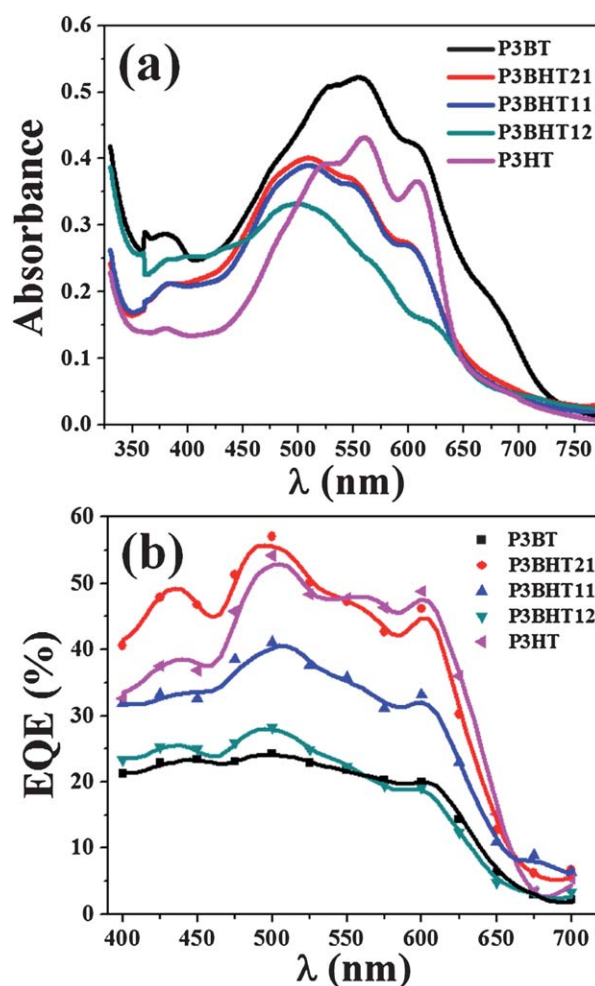 (a)
P3BT
P3BHT21
P3BHT11
P3BHT12
P3HT
Absorbance
0.6
0.5
0.4
0.3
0.2
0.1
0.0
350 400 450 500 550 600 650 700 750
λ (nm)
(b)
P3BT
P3BHT21
P3BHT11
P3BHT12
P3HT
EQE (%)
60
50
40
30
20
10
0
400 450 500 550 600 650 700
λ (nm)